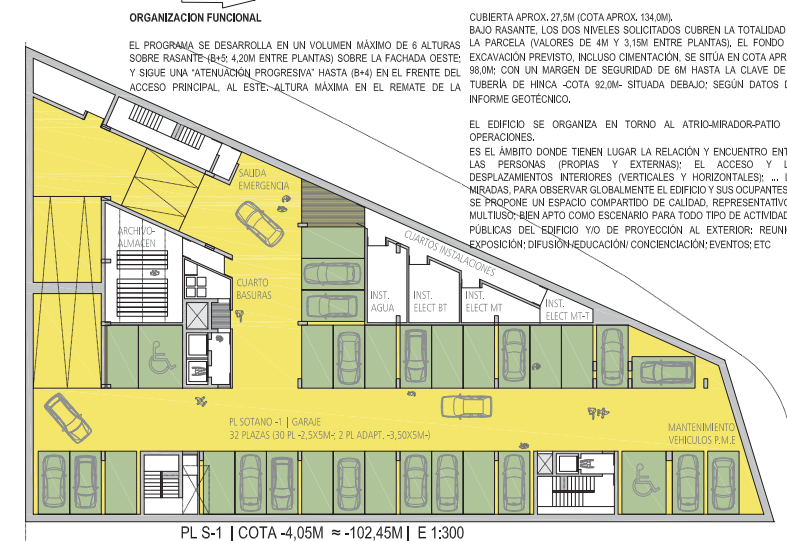 ORGANIZACION FUNCIONAL
EL PROGRAMA SE DESARROLLA EN UN VOLUMEN MÁXIMO DE 6 ALTURAS
SOBRE RASANTE (B+5; 4,20M ENTRE PLANTAS) SOBRE LA FACHADA OESTE;
Y SIGUE UNA "ATENUACIÓN PROGRESIVA" HASTA (B+4) EN EL FRENTE DEL
ACCESO PRINCIPAL, AL ESTE. ALTURA MÁXIMA EN EL REMATE DE LA
CUBIERTA APROX. 27,5M (COTA APROX. 134,0M).
BAJO RASANTE, LOS DOS NIVELES SOLICITADOS CUBREN LA TOTALIDAD
LA PARCELA (VALORES DE 4M Y 3,15M ENTRE PLANTAS), EL FONDO
EXCAVACIÓN PREVISTO, INCLUSO CIMENTACIÓN, SE SITÚA EN COTA APR
98,0M; CON UN MARGEN DE SEGURIDAD DE 6M HASTA LA CLAVE DE
TUBERÍA DE HINCA -COTA 92,0M- SITUADA DEBAJO; SEGÚN DATOS D
INFORME GEOTÉCNICO.
EL EDIFICIO SE ORGANIZA EN TORNO AL ATRIO-MIRADOR-PATIO
OPERACIONES.
ES EL ÁMBITO DONDE TIENEN LUGAR LA RELACIÓN Y ENCUENTRO ENT
LAS PERSONAS (PROPIAS Y EXTERNAS); EL ACCESO Y L
DESPLAZAMIENTOS INTERIORES (VERTICALES Y HORIZONTALES); ... L
MIRADAS, PARA OBSERVAR GLOBALMENTE EL EDIFICIO Y SUS OCUPANTES
SE PROPONE UN ESPACIO COMPARTIDO DE CALIDAD, REPRESENTATIVO
MULTIUSO; BIEN APTO COMO ESCENARIO PARA TODO TIPO DE ACTIVIDAD
PÚBLICAS DEL EDIFICIO Y/O DE PROYECCIÓN AL EXTERIOR: REUNI
EXPOSICIÓN; DIFUSIÓN /EDUCACIÓN/ CONCIENCIACIÓN; EVENTOS; ETC
SALIDA
EMERGENCIA
ARCHIVO-
ALMACEN
CUARTOS INSTALACIONES
CUARTO
BASURAS
INST.
AGUA
INST.
ELECT BT
INST.
ELECT MT
INST.
ELECT MT-T
PL SOTANO -1 | GARAJE
32 PLAZAS (30 PL -2,5X5M-; 2 PL ADAPT. -3,50X5M-)
MANTENIMIENTO
VEHICULOS P.M.E
PL S-1 | COTA -4,05M ≈ -102,45M | E 1:300